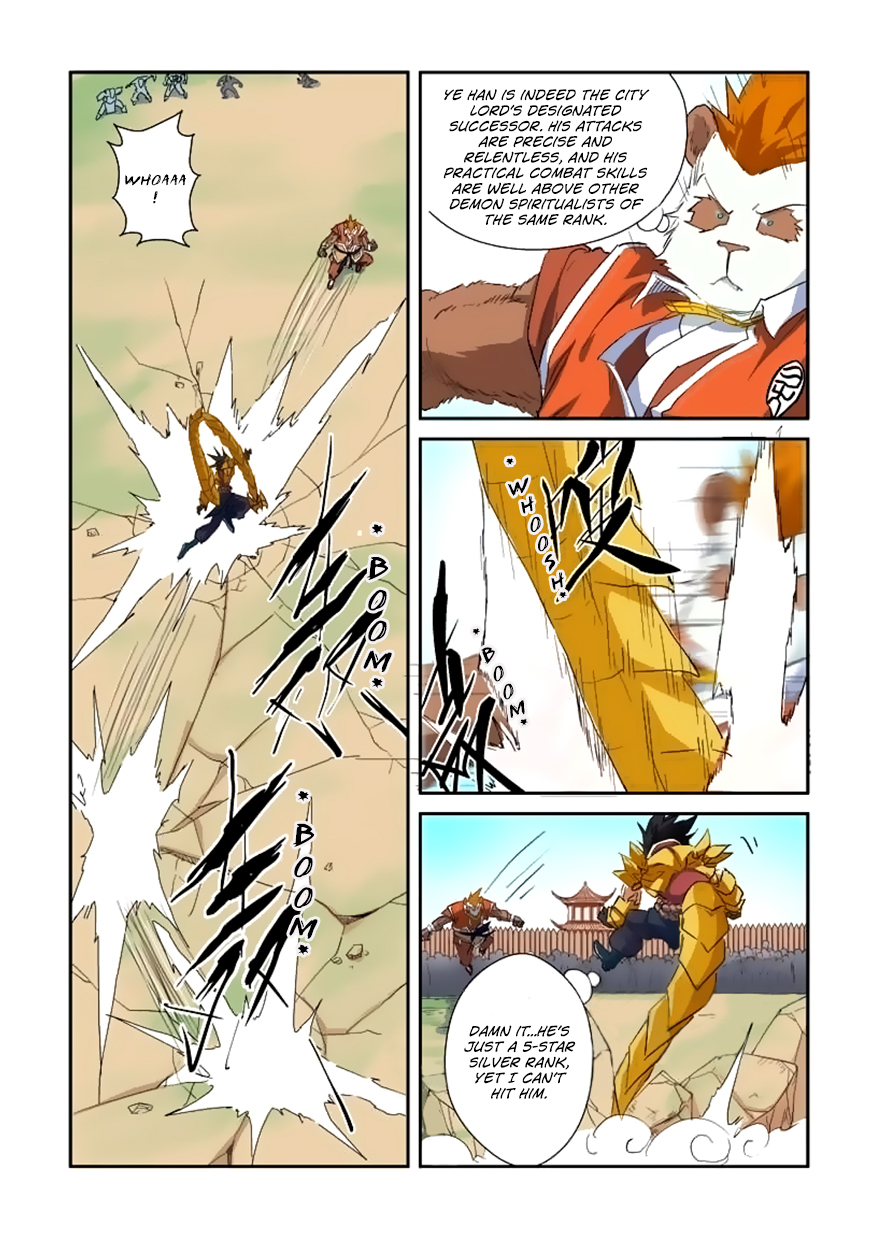 WHOAAA
!
*BOOM*
*BOOM*
YE HAN IS INDEED THE CITY
LORD'S DESIGNATED
SUCCESSOR. HIS ATTACKS
ARE PRECISE AND
RELENTLESS, AND HIS
PRACTICAL COMBAT SKILLS
ARE WELL ABOVE OTHER
DEMON SPIRITUALISTS OF
THE SAME RANK.
*WHOOSH*
*BOOM*
DAMN IT...HE'S
JUST A 5-STAR
SILVER RANK,
YET I CAN'T
HIT HIM.